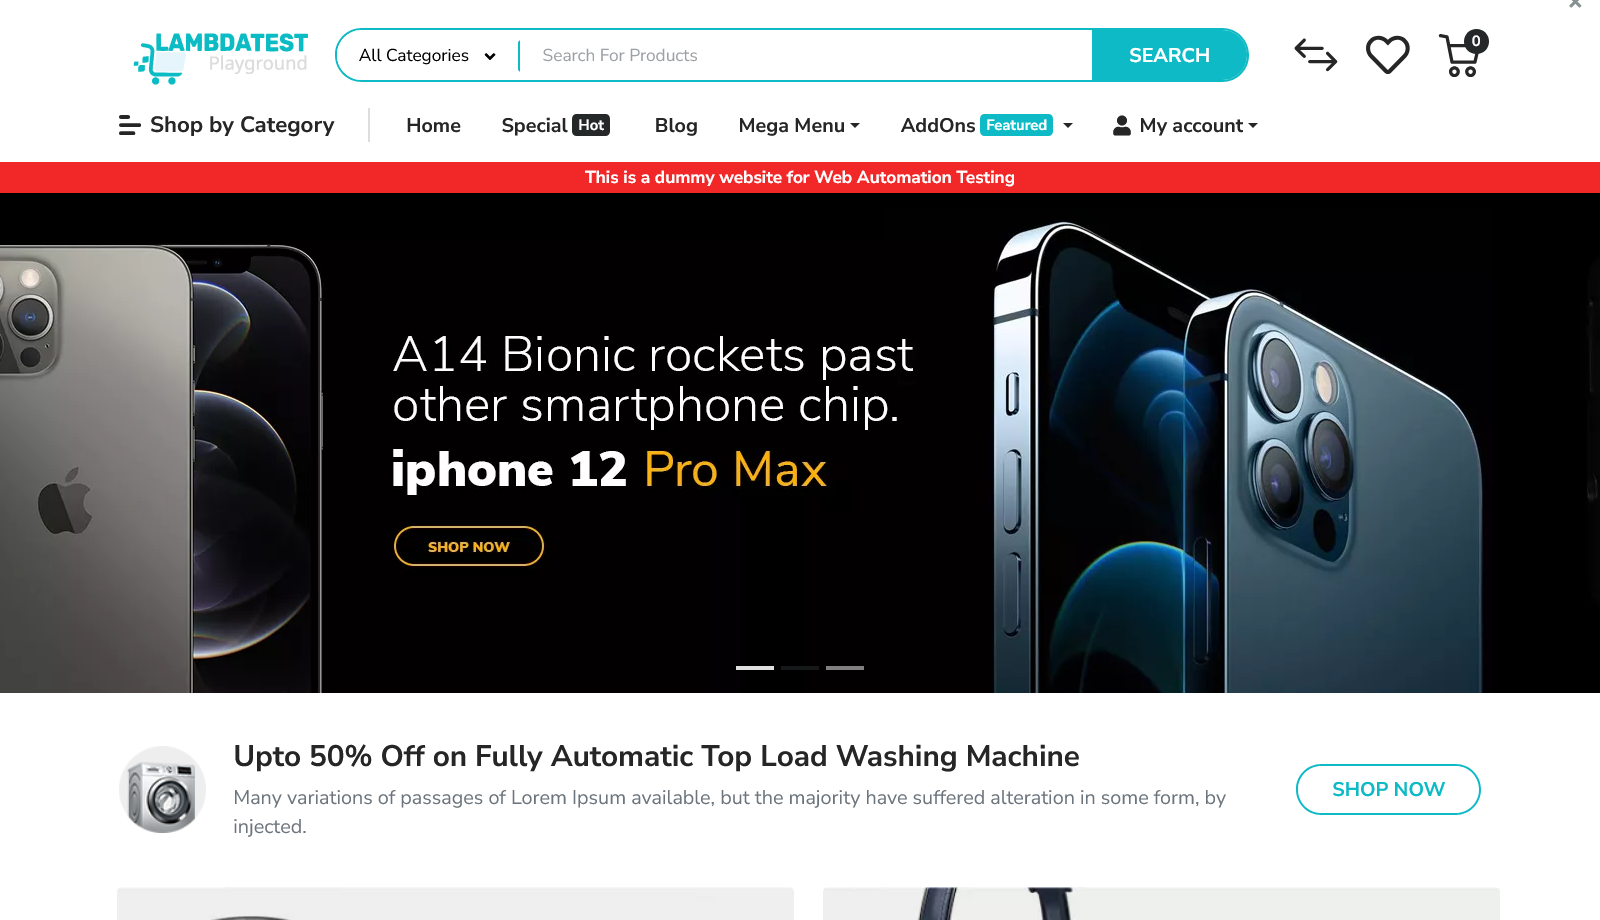 LAMBDATEST
Playground
All Categories
Search For Products
SEARCH
0
Shop by Category
Home
Special Hot
Blog
Mega Menu
AddOns Featured
My account
This is a dummy website for Web Automation Testing
A14 Bionic rockets past
other smartphone chip.
iphone 12 Pro Max
SHOP NOW
Upto 50% Off on Fully Automatic Top Load Washing Machine
Many variations of passages of Lorem Ipsum available, but the majority have suffered alteration in some form, by
injected.
SHOP NOW